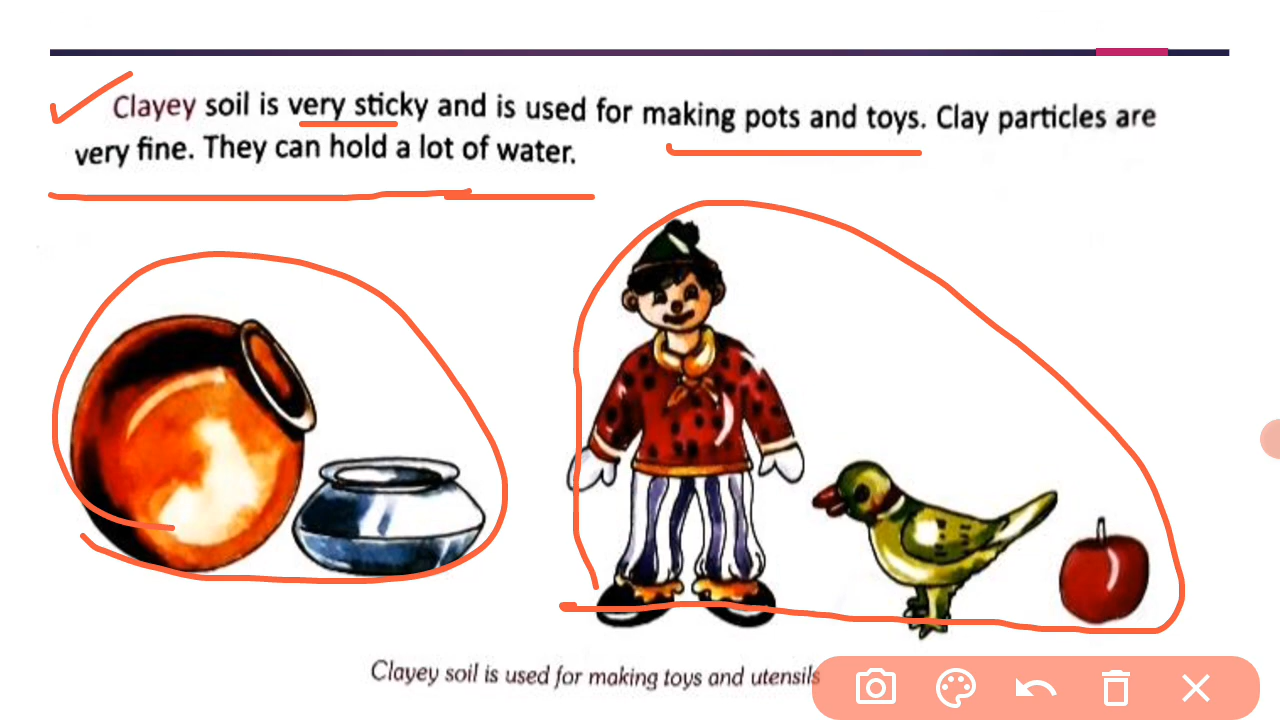 Clayey soil is very sticky and is used for making pots and toys. Clay particles are
very fine. They can hold a lot of water.
Clayey soil is used for making toys and utensils